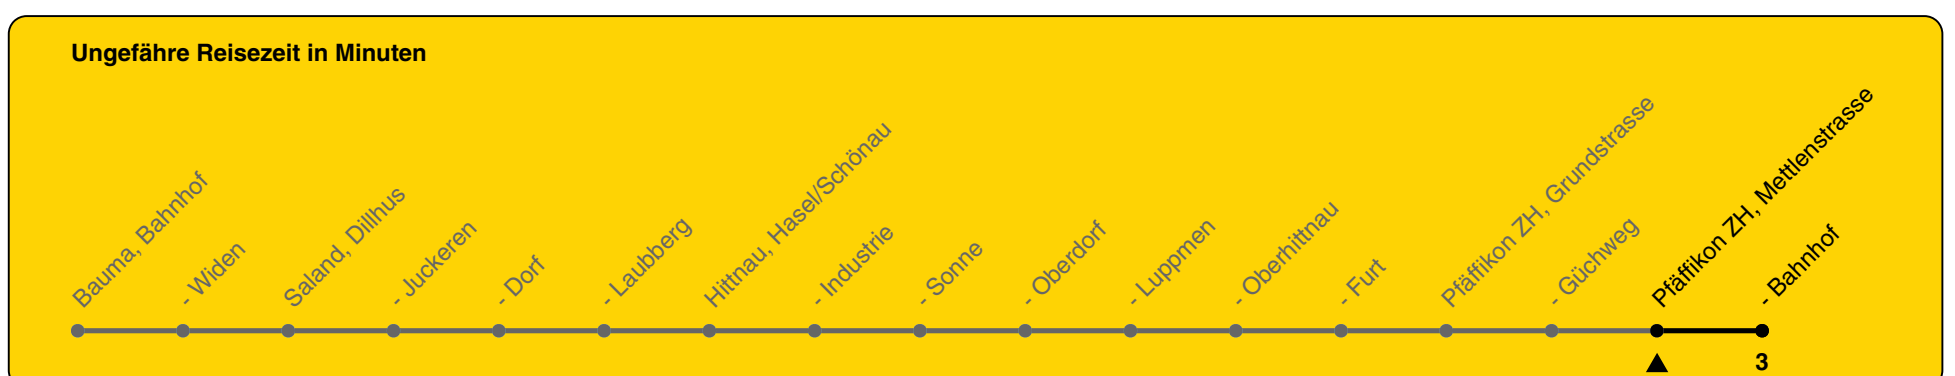 Ungefähre Reisezeit in Minuten
Bauma, Bahnhof
- Widen
Saland, Dillhus
- Juckeren
- Dorf
- Laubberg
Hittnau, Hasel/Schönau
- Industrie
- Sonne
- Oberdorf
- Luppmen
- Oberhittnau
- Furt
Pfäffikon ZH, Grundstrasse
- Güchweg
Pfäffikon ZH, Mettlenstrasse
- Bahnhof
3